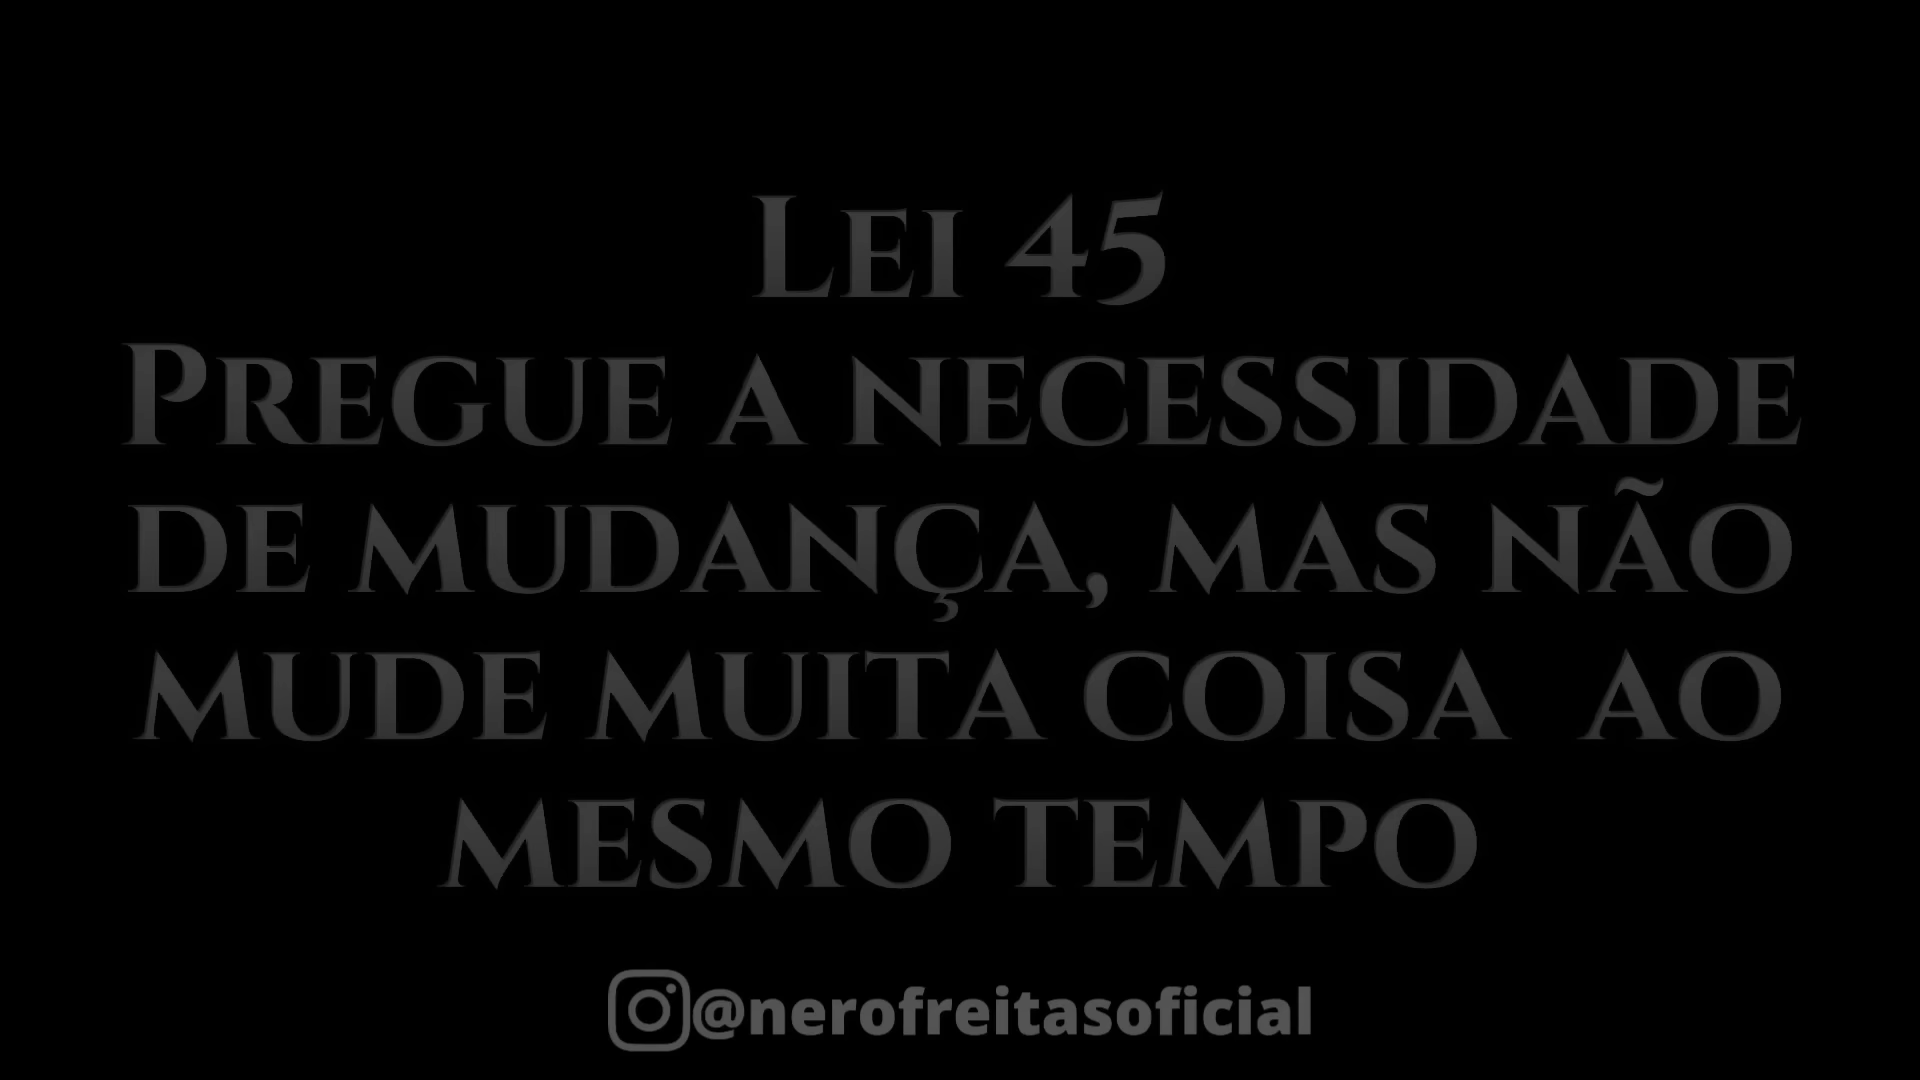 Lei 45
Pregue a necessidade
de mudança, mas não
mude muita coisa  ao
mesmo tempo
@nerofreitasoficial